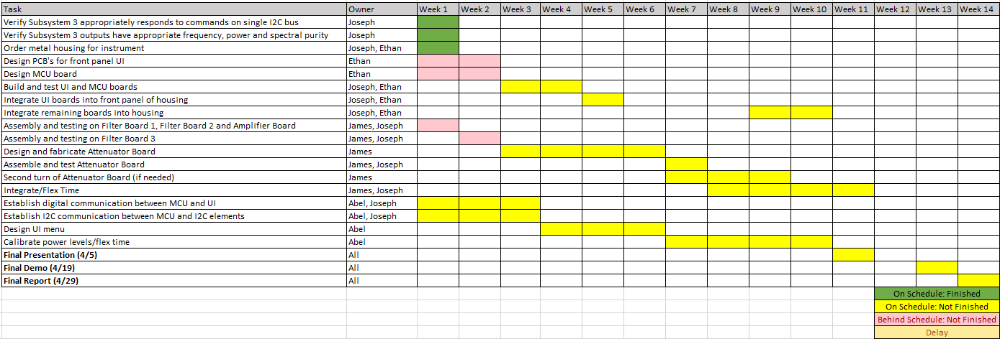 Task Owner Week 1 Week 2 Week 3 Week 4 Week 5 Week 6 Week 7 Week 8 Week 9 Week 10 Week 11 Week 12 Week 13 Week 14
Verify Subsystem 3 appropriately responds to commands on single I2C bus Joseph
Verify Subsystem 3 outputs have appropriate frequency, power and spectral purity Joseph
Order metal housing for instrument Joseph, Ethan
Design PCB's for front panel UI Ethan
Design MCU board Ethan
Build and test UI and MCU boards Joseph, Ethan
Integrate UI boards into front panel of housing Joseph, Ethan
Integrate remaining boards into housing Joseph, Ethan
Assembly and testing on Filter Board 1, Filter Board 2 and Amplifier Board James, Joseph
Assembly and testing on Filter Board 3 James, Joseph
Design and fabricate Attenuator Board James
Assemble and test Attenuator Board James, Joseph
Second turn of Attenuator Board (if needed) James
Integrate/Flex Time James, Joseph
Establish digital communication between MCU and UI Abel, Joseph
Establish I2C communication between MCU and I2C elements Abel, Joseph
Design UI menu Abel
Calibrate power levels/flex time Abel
Final Presentation (4/5) All
Final Demo (4/19) All
Final Report (4/29) All
On Schedule: Finished
On Schedule: Not Finished
Behind Schedule: Not Finished
Delay